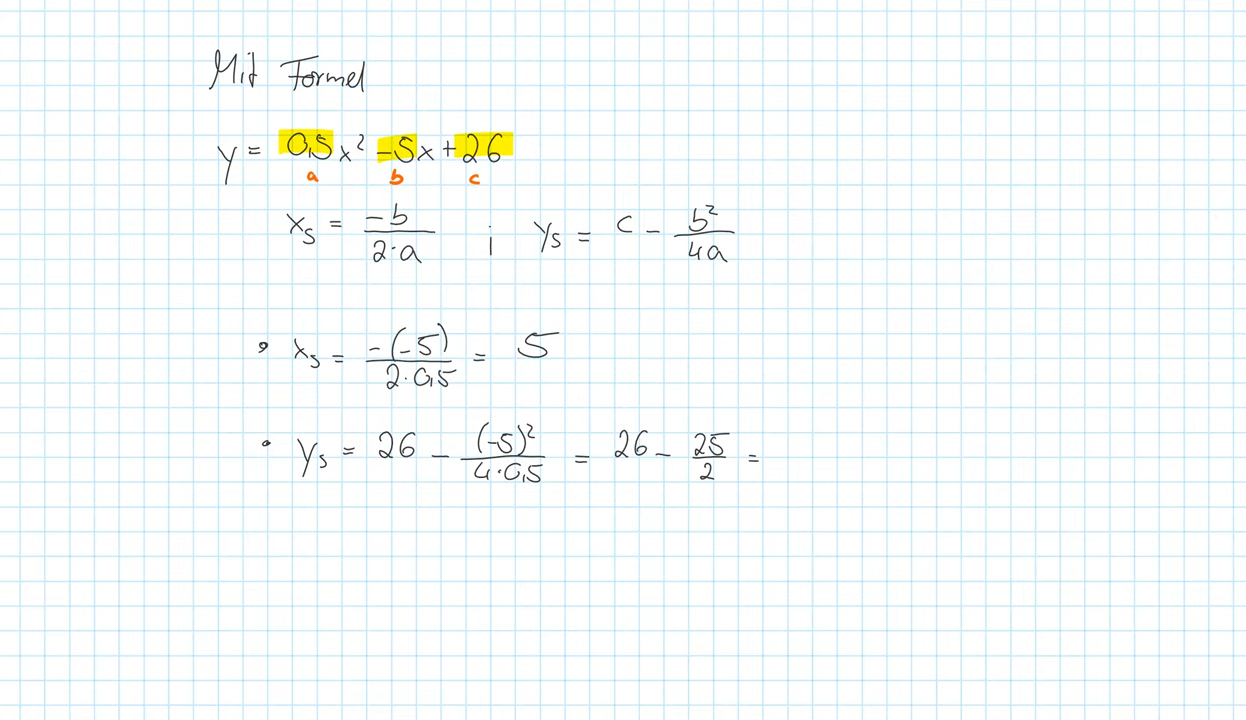 Mit Formel
y = 0,5x² -5x + 26
a b c
xs = -b/2·a ; ys = c - b²/4a
• xs = -(-5)/2·0,5 = 5
• ys = 26 - (-5)²/4·0,5 = 26 - 25/2 =